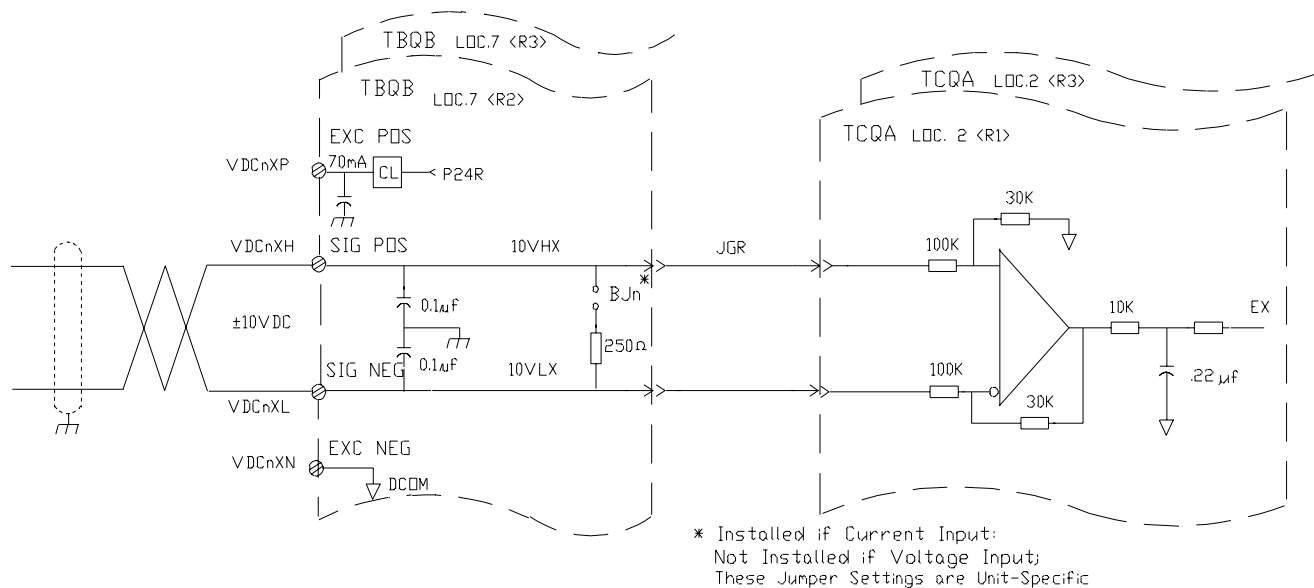 TBQB LOC.7 <R3>
TBQB
LOC.7 <R2>
TCQA LOC.2 <R3>
TCQA LOC. 2 <R1>
EXC POS
VDCnXP
70mA
CL
P24R
30K
VDCnXH
SIG POS
10VHX
JGR
100K
*
BJn
0.1µf
±10VDC
10K
EX
250Ω
0.1µf
SIG NEG
10VLX
100K
.22 µf
VDCnXL
30K
EXC NEG
VDCnXN
DCOM
* Installed if Current Input:
Not Installed if Voltage Input;
These Jumper Settings are Unit-Specific